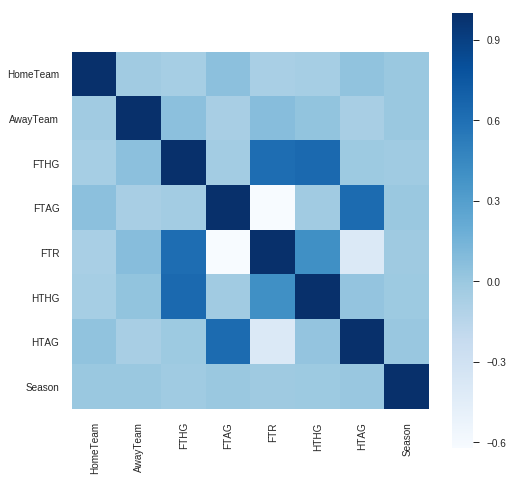 HomeTeam
AwayTeam
FTHG
FTAG
FTR
HTHG
HTAG
Season
HomeTeam
AwayTeam
FTHG
FTAG
FTR
HTHG
HTAG
Season
0.9
0.6
0.3
0.0
−0.3
−0.6